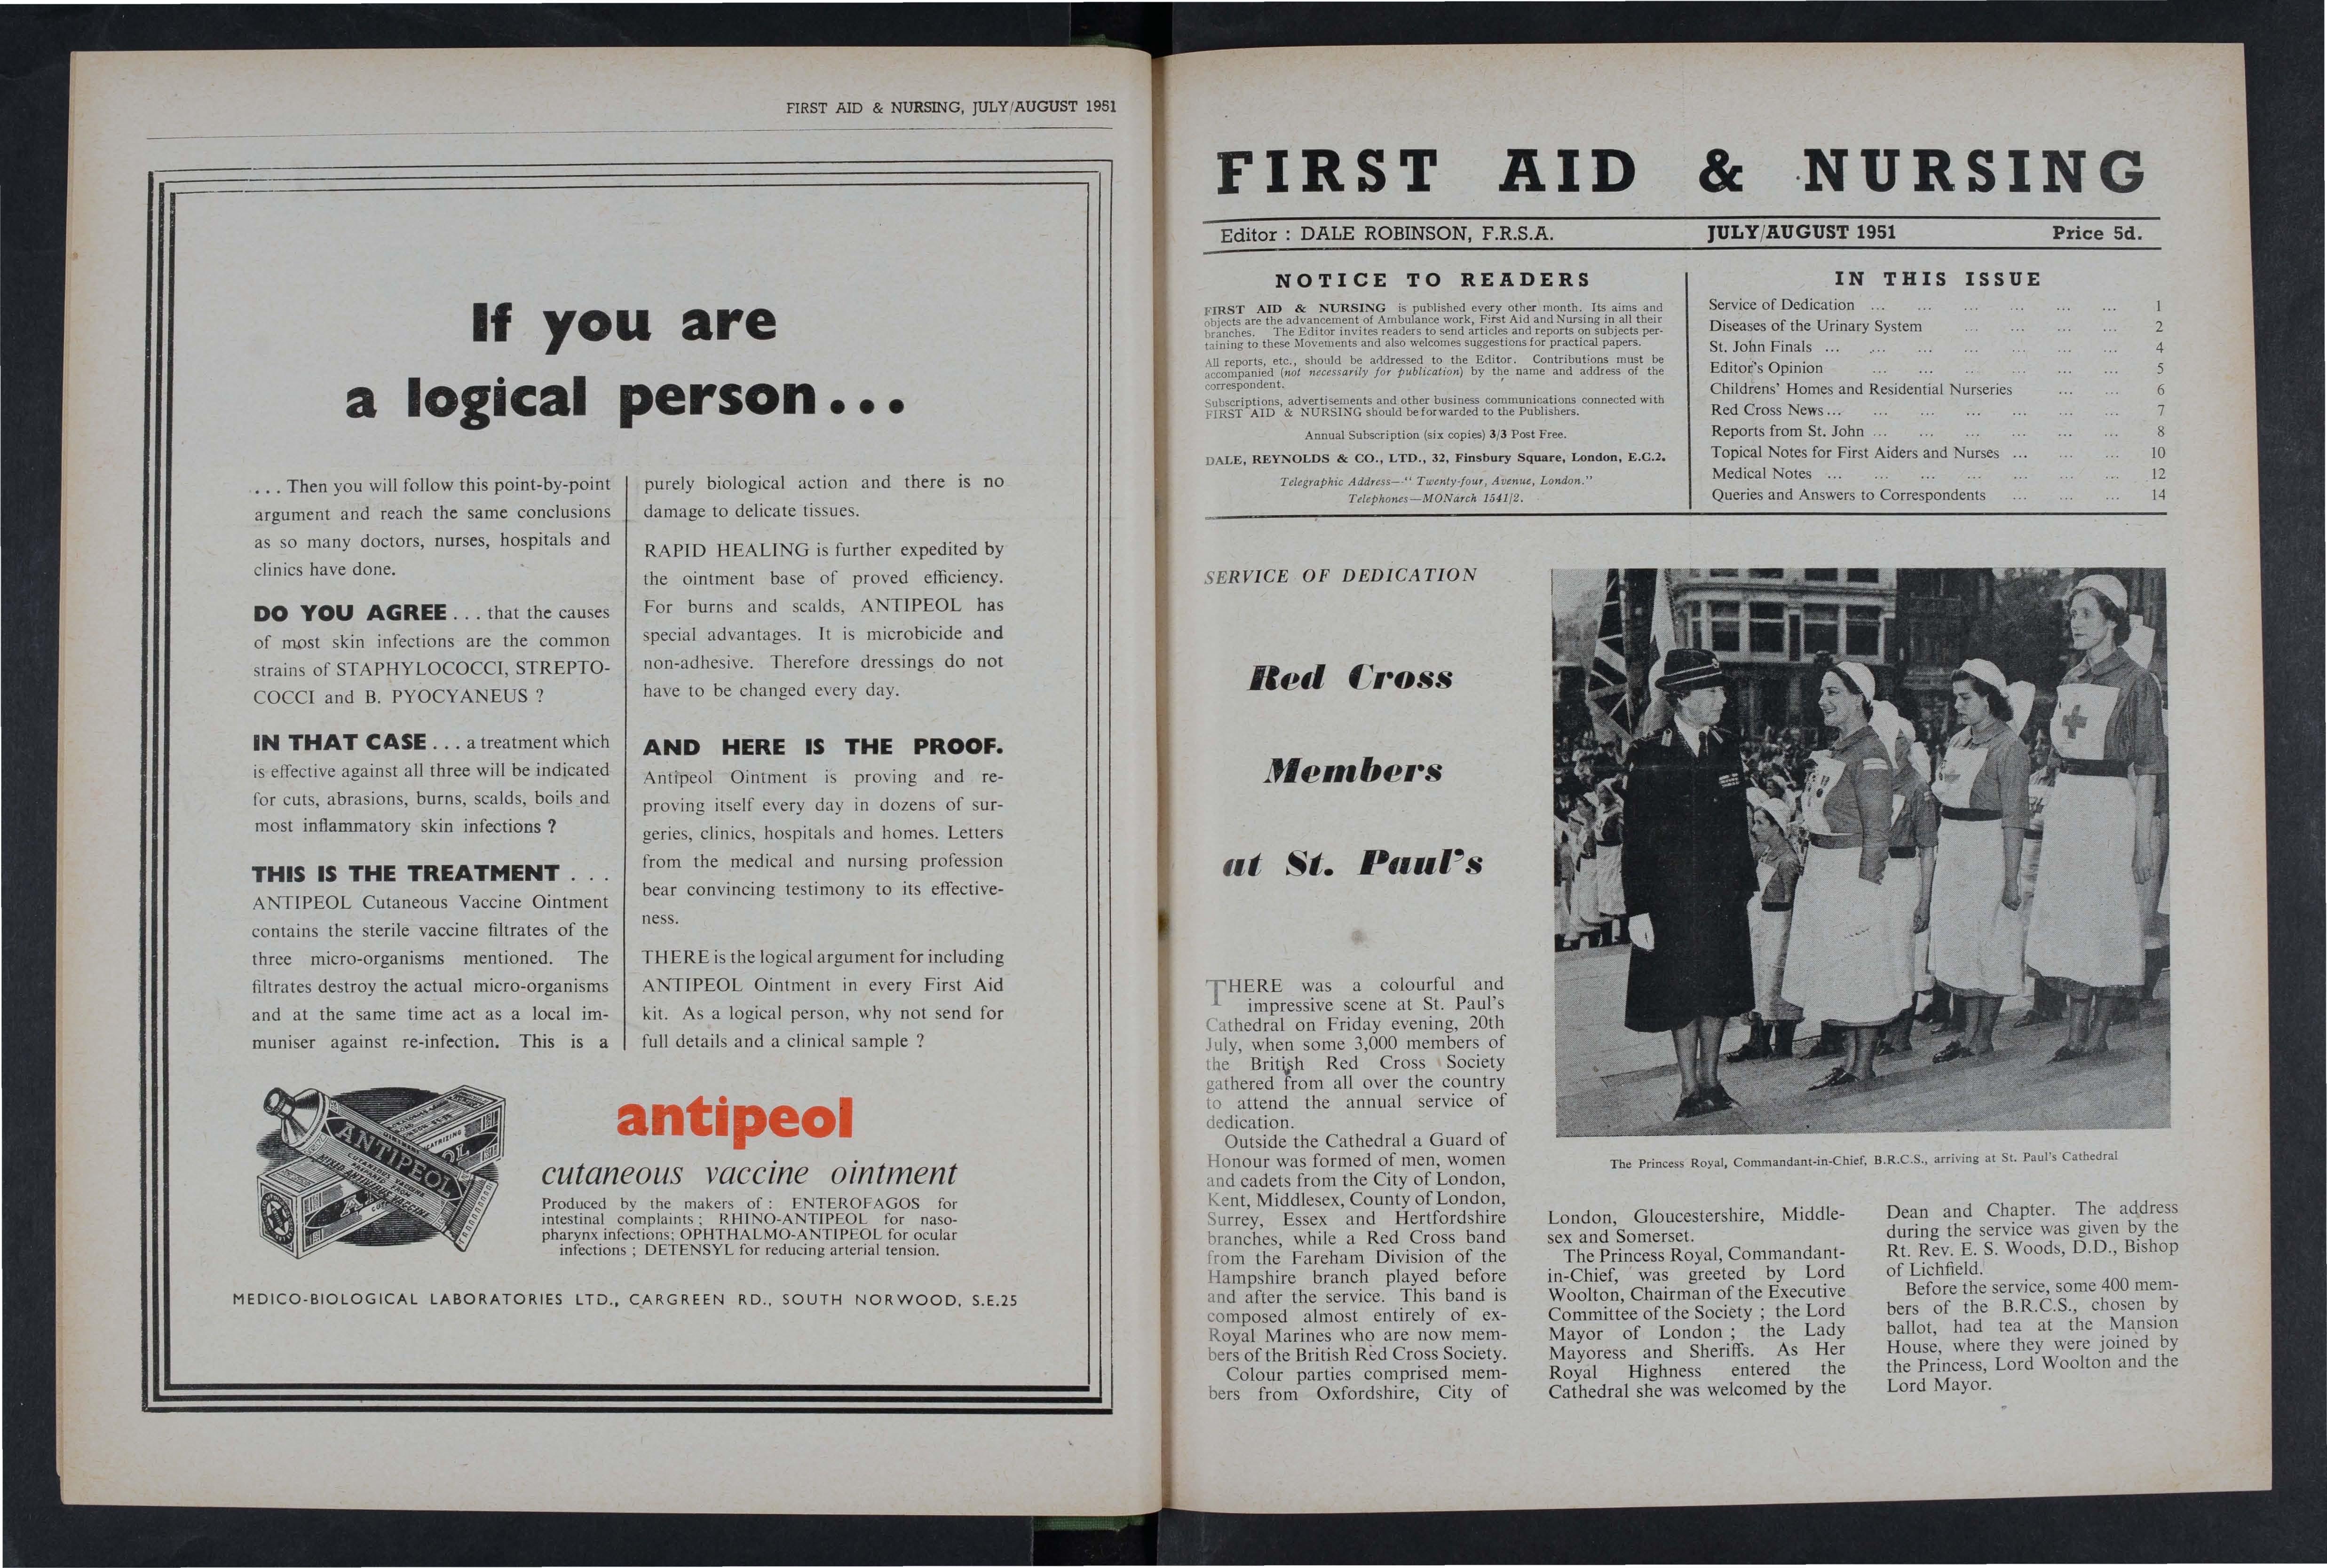 FIRST AID & NURSING, JULY/AUGUST 1951
If you are
a logical person...
... Then you will follow this point-by-point
argument and reach the same conclusions
as so many doctors, nurses, hospitals and
clinics have done.
DO YOU AGREE ... that the causes
of most skin infections are the common
strains of STAPHYLOCOCCI, STREPTO-
COCCI and B. PYOCYANEUS ?
IN THAT CASE ... a treatment which
is effective against all three will be indicated
for cuts, abrasions, burns, scalds, boils and
most inflammatory skin infections ?
THIS IS THE TREATMENT ...
ANTIPEOL Cutaneous Vaccine Ointment
contains the sterile vaccine filtrates of the
three micro-organisms mentioned. The
filtrates destroy the actual micro-organisms
and at the same time act as a local im-
muniser against re-infection. This is a
purely biological action and there is no
damage to delicate tissues.
RAPID HEALING is further expedited by
the ointment base of proved efficiency.
For burns and scalds, ANTIPEOL has
special advantages. It is microbicide and
non-adhesive. Therefore dressings do not
have to be changed every day.
AND HERE IS THE PROOF.
Antipeol Ointment is proving and re-
proving itself every day in dozens of sur-
geries, clinics, hospitals and homes. Letters
from the medical and nursing profession
bear convincing testimony to its effective-
ness.
THERE is the logical argument for including
ANTIPEOL Ointment in every First Aid
kit. As a logical person, why not send for
full details and a clinical sample ?
ANTIPEOL
antipeol
cutaneous vaccine ointment
Produced by the makers of : ENTEROFAGOS for
intestinal complaints ; RHINO-ANTIPEOL for naso-
pharynx infections; OPHTHALMO-ANTIPEOL for ocular
infections ; DETENSYL for reducing arterial tension.
MEDICO-BIOLOGICAL LABORATORIES LTD., CARGREEN RD., SOUTH NORWOOD, S.E.25
FIRST AID & NURSING
Editor : DALE ROBINSON, F.R.S.A. JULY/AUGUST 1951 Price 5d.
NOTICE TO READERS
FIRST AID & NURSING is published every other month. Its aims and
objects are the advancement of Ambulance work, First Aid and Nursing in all their
branches. The Editor invites readers to send articles and reports on subjects per-
taining to these Movements and also welcomes suggestions for practical papers.
All reports, etc., should be addressed to the Editor. Contributions must be
accompanied (not necessarily for publication) by the name and address of the
correspondent.
Subscriptions, advertisements and other business communications connected with
FIRST AID & NURSING should be forwarded to the Publishers.
Annual Subscription (six copies) 3/3 Post Free.
DALE, REYNOLDS & CO., LTD., 32, Finsbury Square, London, E.C.2.
Telegraphic Address—" Twenty-four, Avenue, London."
Telephones—MONarch 1541/2.
IN THIS ISSUE
Service of Dedication ... ... ... ... ... ... 1
Diseases of the Urinary System ... ... ... ... 2
St. John Finals ... ... ... ... ... ... ... 4
Editor's Opinion ... ... ... ... ... ... 5
Childrens' Homes and Residential Nurseries ... ... 6
Red Cross News ... ... ... ... ... ... ... 7
Reports from St. John ... ... ... ... ... ... 8
Topical Notes for First Aiders and Nurses ... ... ... 10
Medical Notes ... ... ... ... ... ... ... 12
Queries and Answers to Correspondents ... ... ... 14
SERVICE OF DEDICATION
Red Cross
Members
at St. Paul's
THERE was a colourful and
impressive scene at St. Paul's
Cathedral on Friday evening, 20th
July, when some 3,000 members of
the British Red Cross Society
gathered from all over the country
to attend the annual service of
dedication.
Outside the Cathedral a Guard of
Honour was formed of men, women
and cadets from the City of London,
Kent, Middlesex, County of London,
Surrey, Essex and Hertfordshire
branches, while a Red Cross band
from the Fareham Division of the
Hampshire branch played before
and after the service. This band is
composed almost entirely of ex-
Royal Marines who are now mem-
bers of the British Red Cross Society.
Colour parties comprised mem-
bers from Oxfordshire, City of
The Princess Royal, Commandant-in-Chief, B.R.C.S., arriving at St. Paul's Cathedral
London, Gloucestershire, Middle-
sex and Somerset.
The Princess Royal, Commandant-
in-Chief, was greeted by Lord
Woolton, Chairman of the Executive
Committee of the Society ; the Lord
Mayor of London ; the Lady
Mayoress and Sheriffs. As Her
Royal Highness entered the
Cathedral she was welcomed by the
Dean and Chapter. The address
during the service was given by the
Rt. Rev. E. S. Woods, D.D., Bishop
of Lichfield.
Before the service, some 400 mem-
bers of the B.R.C.S., chosen by
ballot, had tea at the Mansion
House, where they were joined by
the Princess, Lord Woolton and the
Lord Mayor.